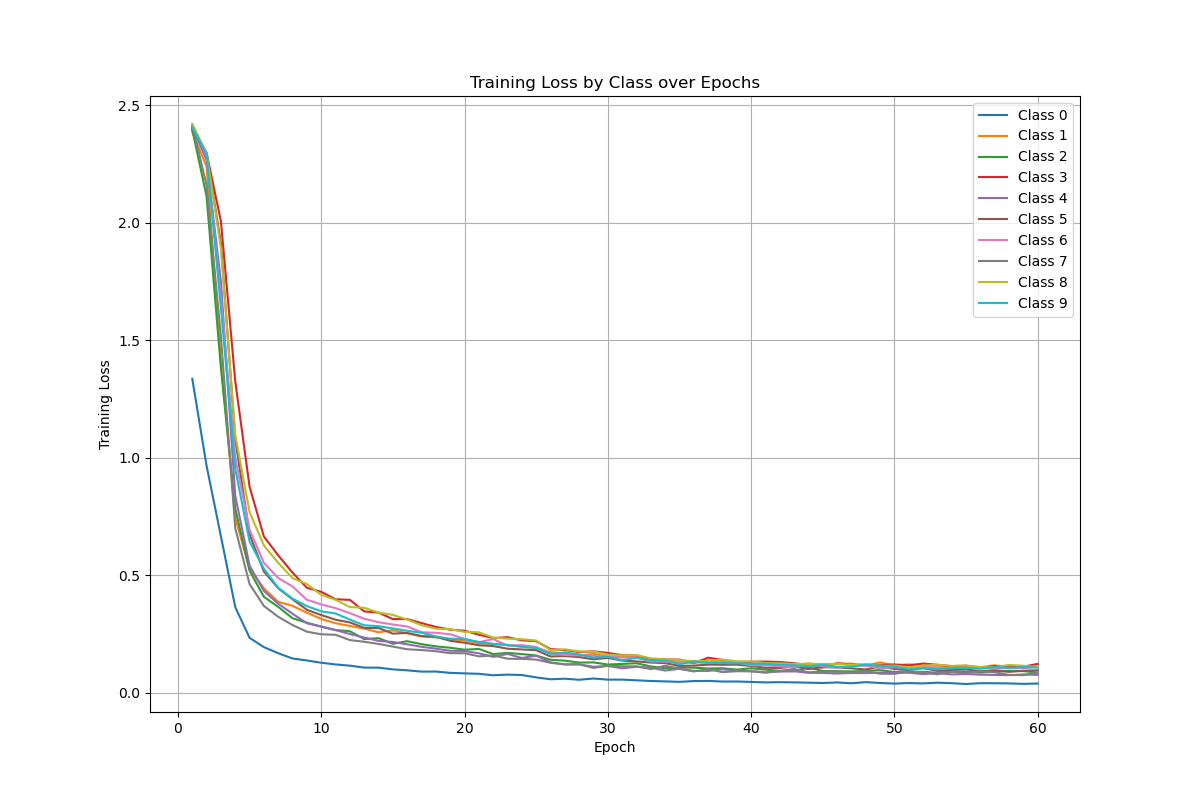 Training Loss by Class over Epochs
2.5
2.0
1.5
1.0
0.5
0.0
Training Loss
0 10 20 30 40 50 60
Epoch
Class 0
Class 1
Class 2
Class 3
Class 4
Class 5
Class 6
Class 7
Class 8
Class 9